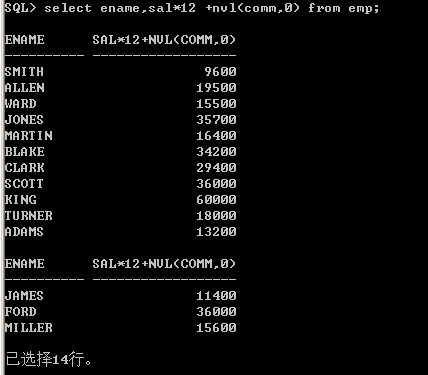 SQL> select ename,sal*12 +nvl(comm,0) from emp;
ENAME      SAL*12+NVL(COMM,0)
---------- ------------------
SMITH                    9600
ALLEN                   19500
WARD                    15500
JONES                   35700
MARTIN                  16400
BLAKE                   34200
CLARK                   29400
SCOTT                   36000
KING                    60000
TURNER                  18000
ADAMS                   13200
ENAME      SAL*12+NVL(COMM,0)
---------- ------------------
JAMES                   11400
FORD                    36000
MILLER                  15600
已选择14行。